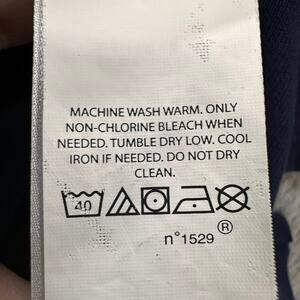 MACHINE WASH WARM. ONLY
NON-CHLORINE BLEACH WHEN
NEEDED. TUMBLE DRY LOW. COOL
IRON IF NEEDED. DO NOT DRY
CLEAN.
40
n°1529 ®